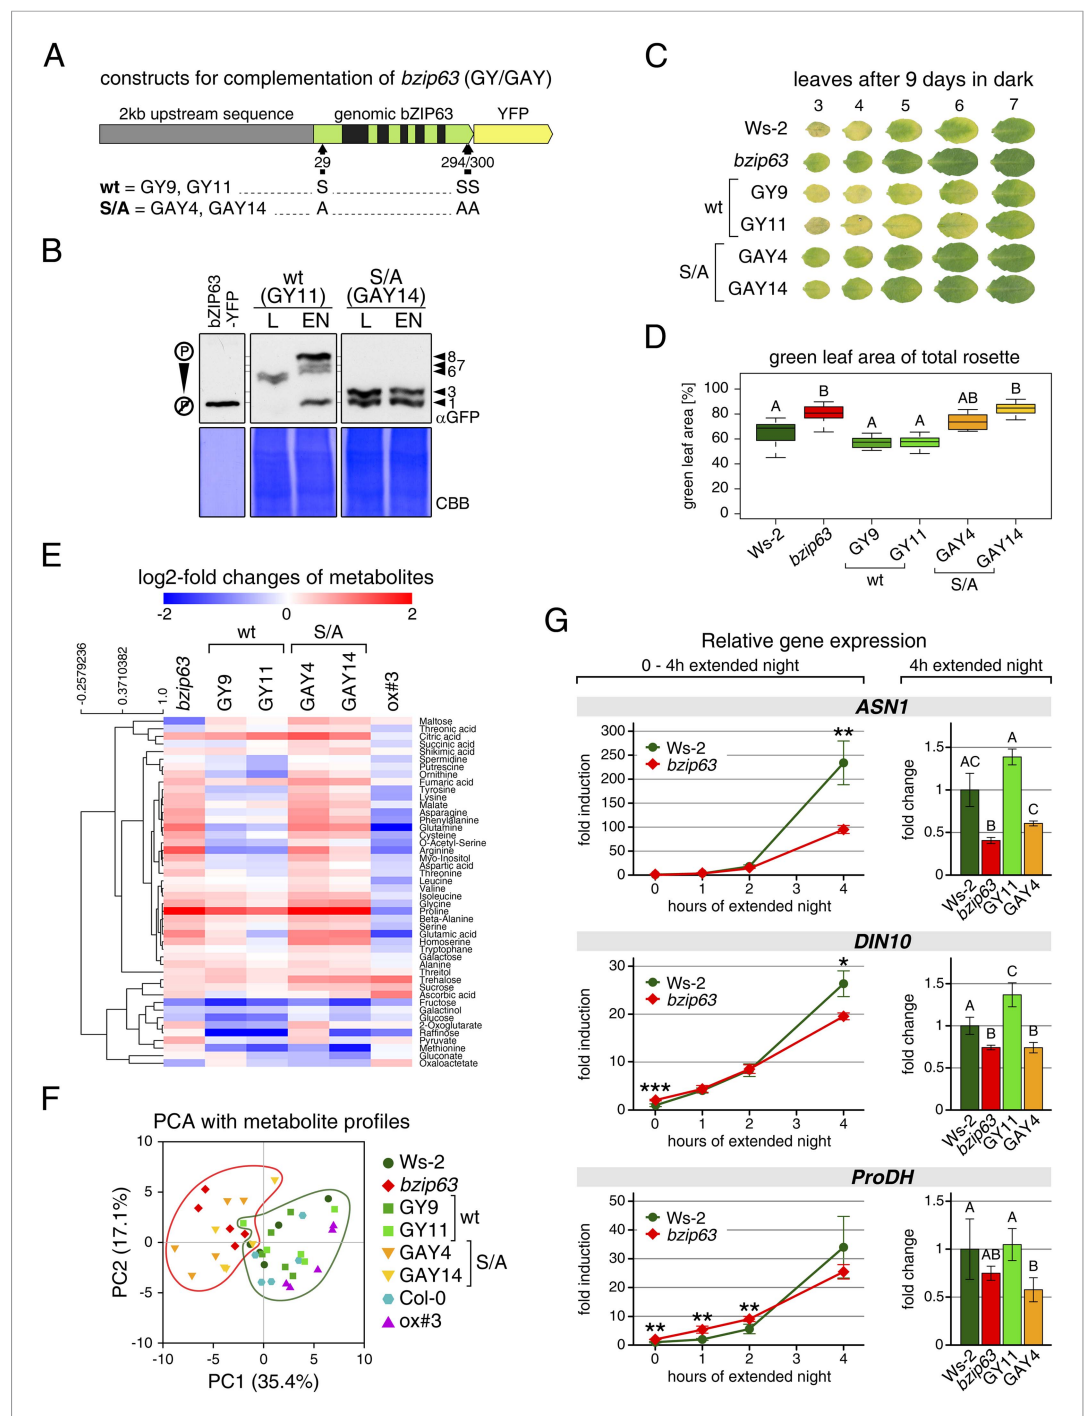 A
constructs for complementation of bzip63 (GY/GAY)
2kb upstream sequence genomic bZIP63 YFP
29 294/300
wt = GY9, GY11 S SS
S/A = GAY4, GAY14 A AA
B
bZIP63
-YFP
wt
(GY11)
S/A
(GAY14)
L EN L EN
P
P
8
7
6
3
1
αGFP
CBB
C
leaves after 9 days in dark
3 4 5 6 7
Ws-2
bzip63
wt
GY9
GY11
S/A
GAY4
GAY14
D
green leaf area of total rosette
green leaf area [%]
100
80
60
40
20
0
A B A A AB B
Ws-2 bzip63 GY9 GY11 GAY4 GAY14
wt S/A
E
log2-fold changes of metabolites
-2 0 2
wt S/A
-0.2579236 0.3710382 1.0
bzip63 GY9 GY11 GAY4 GAY14 ox#3
Maltose
Threonic acid
Citric acid
Succinic acid
Shikimic acid
Spermidine
Putrescine
Ornithine
Fumaric acid
Tyrosine
Lysine
Malate
Asparagine
Phenylalanine
Glutamine
Cysteine
O-Acetyl-Serine
Arginine
Myo-Inositol
Aspartic acid
Threonine
Leucine
Valine
Isoleucine
Glycine
Proline
Beta-Alanine
Serine
Glutamic acid
Homoserine
Tryptophane
Galactose
Alanine
Threitol
Trehalose
Sucrose
Ascorbic acid
Fructose
Galactinol
Glucose
2-Oxoglutarate
Raffinose
Pyruvate
Methionine
Gluconate
Oxaloactetate
F
PCA with metabolite profiles
PC2 (17.1%)
10
5
0
-5
-10
-10 -5 0 5 10
PC1 (35.4%)
Ws-2
bzip63
GY9
GY11
wt
GAY4
GAY14
S/A
Col-0
ox#3
G
Relative gene expression
0 - 4h extended night 4h extended night
ASN1
fold induction
300
250
200
150
100
50
0
Ws-2
bzip63
**
0 1 2 3 4
hours of extended night
fold change
1.5
1
0.5
0
AC B A C
Ws-2 bzip63 GY11 GAY4
DIN10
fold induction
30
20
10
0
Ws-2
bzip63
*
***
0 1 2 3 4
hours of extended night
fold change
1.5
1
0.5
0
A B C B
Ws-2 bzip63 GY11 GAY4
ProDH
fold induction
50
40
30
20
10
0
Ws-2
bzip63
** ** **
0 1 2 3 4
hours of extended night
fold change
1.5
1
0.5
0
A AB A B
Ws-2 bzip63 GY11 GAY4